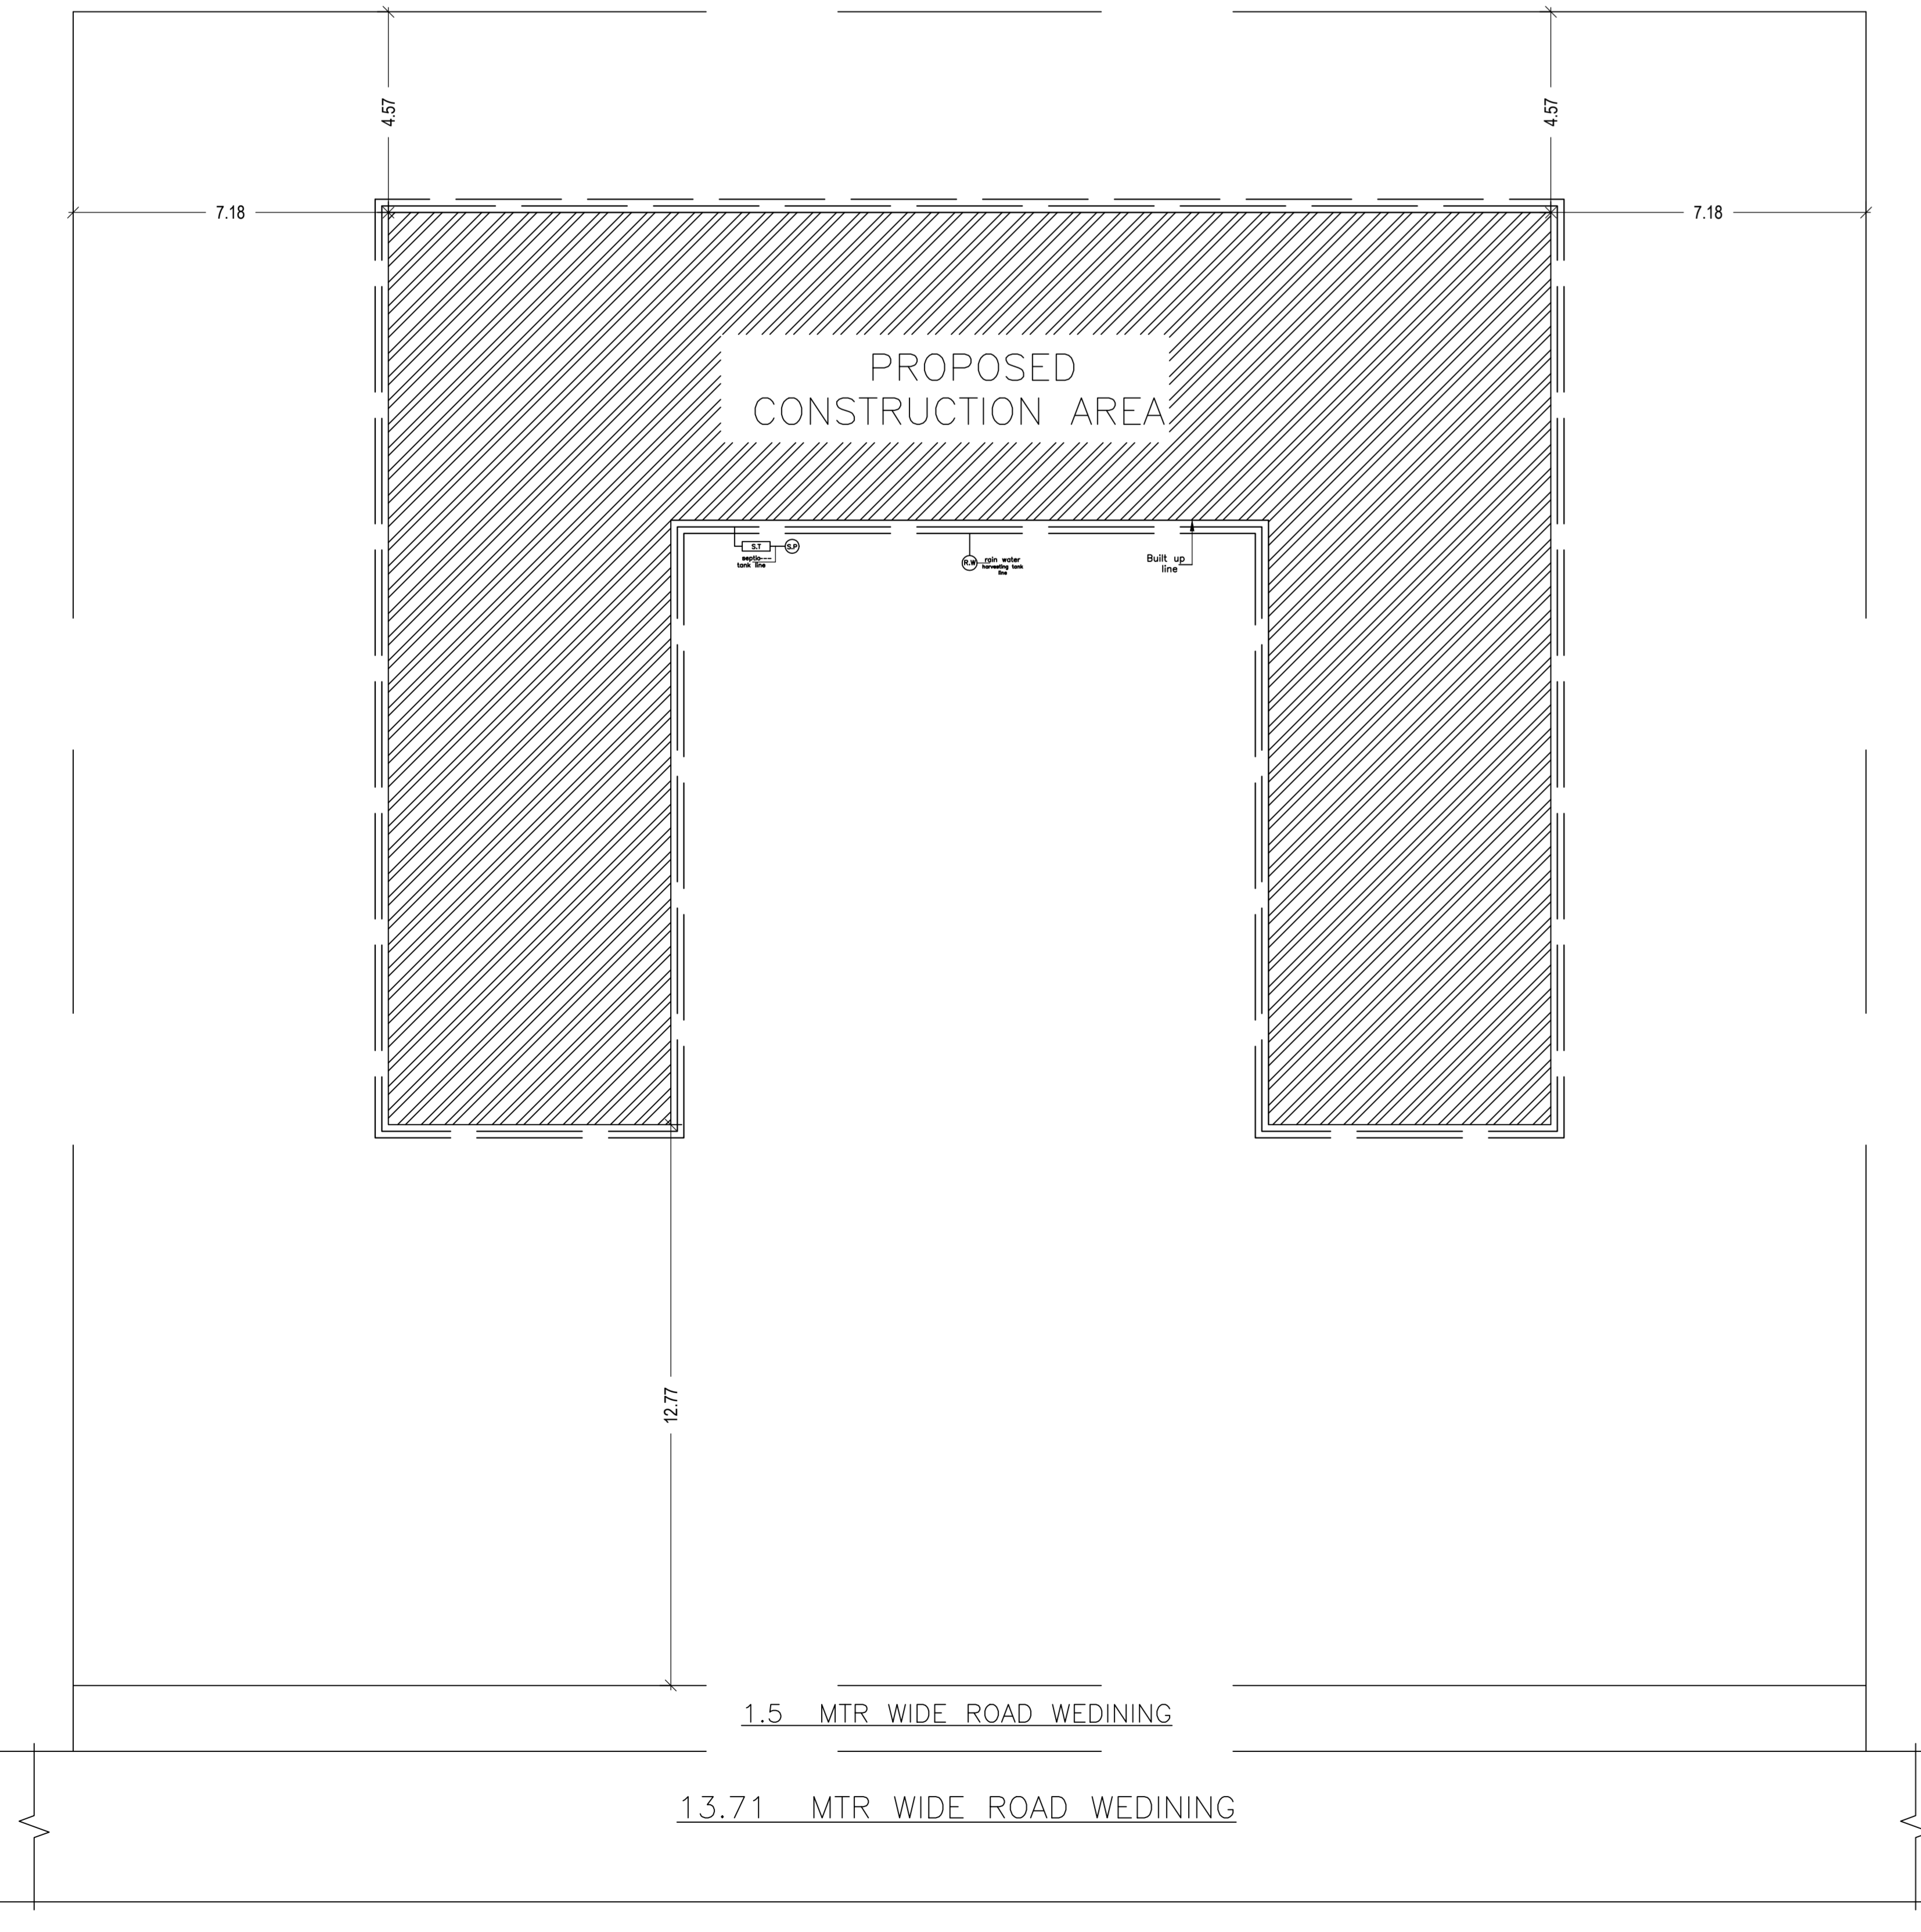 4.57
4.57
7.18
7.18
PROPOSED
CONSTRUCTION AREA
S.T
S.P
septic----
tank line
R.W
rain water
harvesting tank
line
Built up
line
12.77
1.5 MTR WIDE ROAD WEDINING
13.71 MTR WIDE ROAD WEDINING